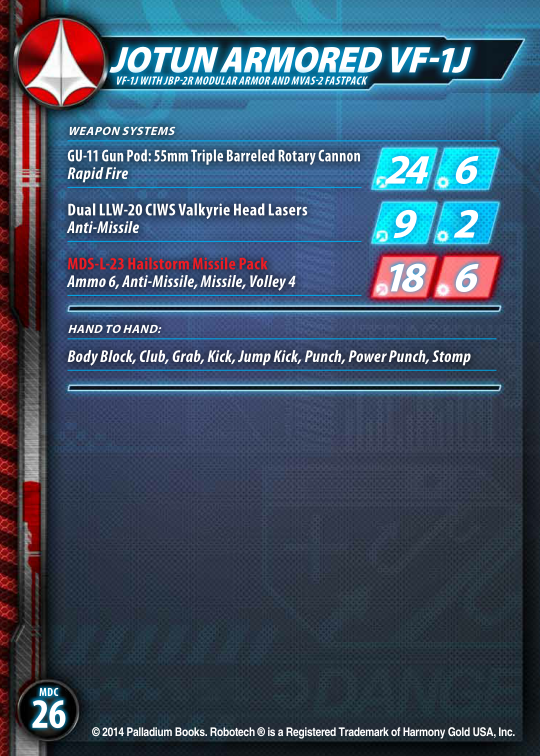 JOTUN ARMORED VF-1J
VF-1J WITH JBP-2R MODULAR ARMOR AND MVAS-2 FASTPACK
WEAPON SYSTEMS
GU-11 Gun Pod: 55mm Triple Barreled Rotary Cannon
Rapid Fire
24 6
Dual LLW-20 CIWS Valkyrie Head Lasers
Anti-Missile
9 2
MDS-L-23 Hailstorm Missile Pack
Ammo 6, Anti-Missile, Missile, Volley 4
18 6
HAND TO HAND:
Body Block, Club, Grab, Kick, Jump Kick, Punch, Power Punch, Stomp
MDC
26
© 2014 Palladium Books. Robotech ® is a Registered Trademark of Harmony Gold USA, Inc.